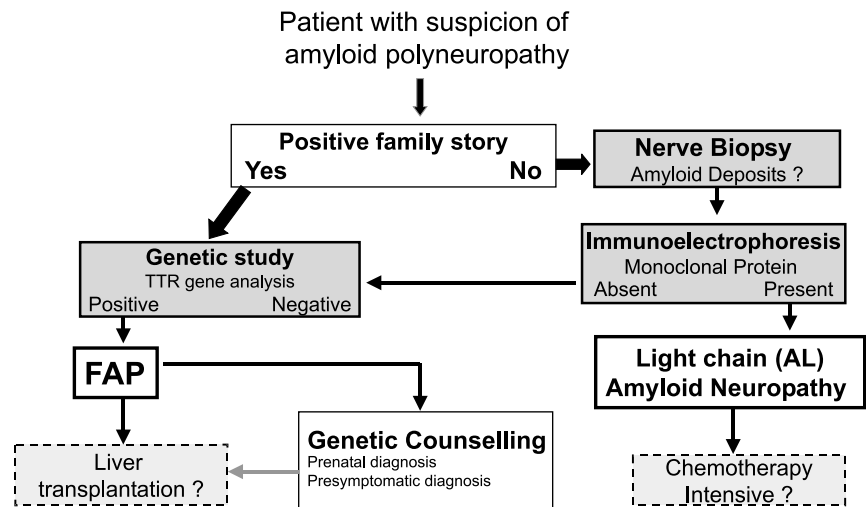 Patient with suspicion of
amyloid polyneuropathy
Positive family story
Yes No
Nerve Biopsy
Amyloid Deposits ?
Genetic study
TTR gene analysis
Positive Negative
Immunoelectrophoresis
Monoclonal Protein
Absent Present
FAP
Light chain (AL)
Amyloid Neuropathy
Genetic Counselling
Prenatal diagnosis
Presymptomatic diagnosis
Liver
transplantation ?
Chemotherapy
Intensive ?